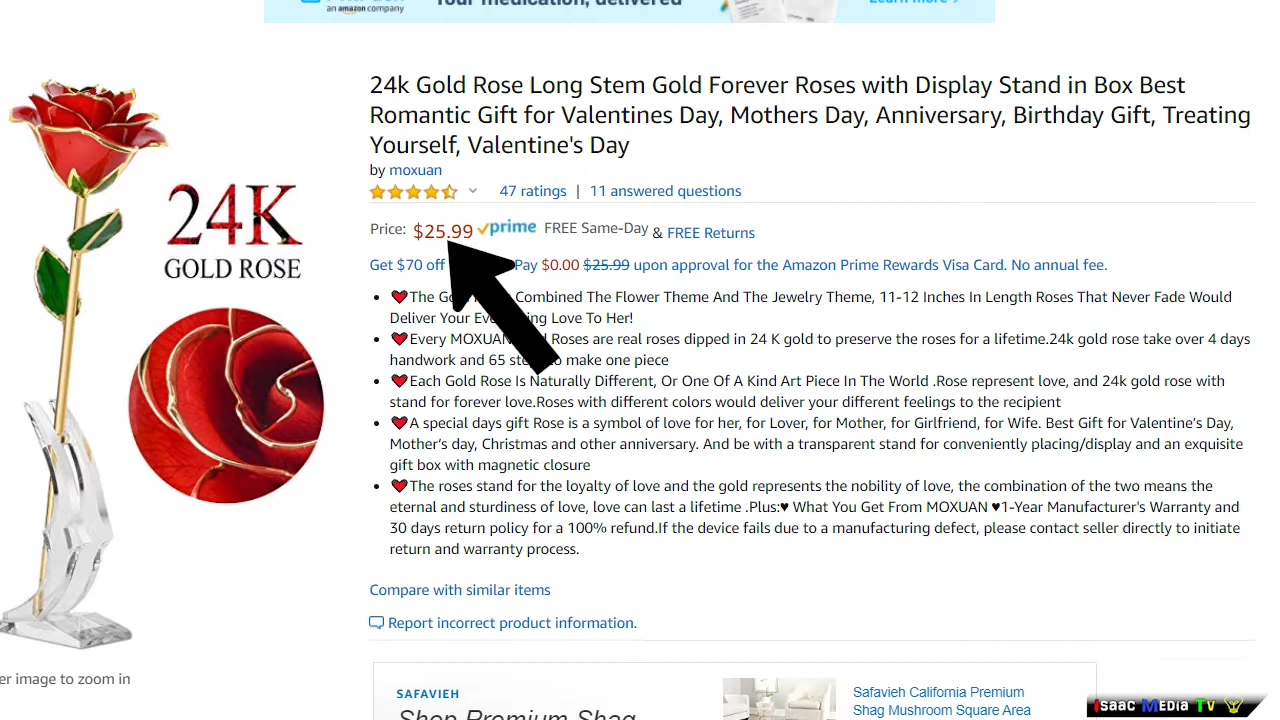 an amazon company
Your medication, delivered
Learn more
24k Gold Rose Long Stem Gold Forever Roses with Display Stand in Box Best
Romantic Gift for Valentines Day, Mothers Day, Anniversary, Birthday Gift, Treating
Yourself, Valentine's Day
by moxuan
47 ratings | 11 answered questions
24K
GOLD ROSE
Price: $25.99 prime FREE Same-Day & FREE Returns
Get $70 off Pay $0.00 $25.99 upon approval for the Amazon Prime Rewards Visa Card. No annual fee.
• ❤The Combined The Flower Theme And The Jewelry Theme, 11-12 Inches In Length Roses That Never Fade Would
Deliver Your Love To Her!
• ❤Every MOXUAN Roses are real roses dipped in 24 K gold to preserve the roses for a lifetime.24k gold rose take over 4 days
handwork and 65 to make one piece
• ❤Each Gold Rose Is Naturally Different, Or One Of A Kind Art Piece In The World .Rose represent love, and 24k gold rose with
stand for forever love.Roses with different colors would deliver your different feelings to the recipient
• ❤A special days gift Rose is a symbol of love for her, for Lover, for Mother, for Girlfriend, for Wife. Best Gift for Valentine's Day,
Mother's day, Christmas and other anniversary. And be with a transparent stand for conveniently placing/display and an exquisite
gift box with magnetic closure
• ❤The roses stand for the loyalty of love and the gold represents the nobility of love, the combination of the two means the
eternal and sturdiness of love, love can last a lifetime .Plus:♥ What You Get From MOXUAN ♥1-Year Manufacturer's Warranty and
30 days return policy for a 100% refund.If the device fails due to a manufacturing defect, please contact seller directly to initiate
return and warranty process.
Compare with similar items
Report incorrect product information.
er image to zoom in
SAFAVIEH
Shop Premium Shag
Safavieh California Premium
Shag Mushroom Square Area
Isaac Media Tv